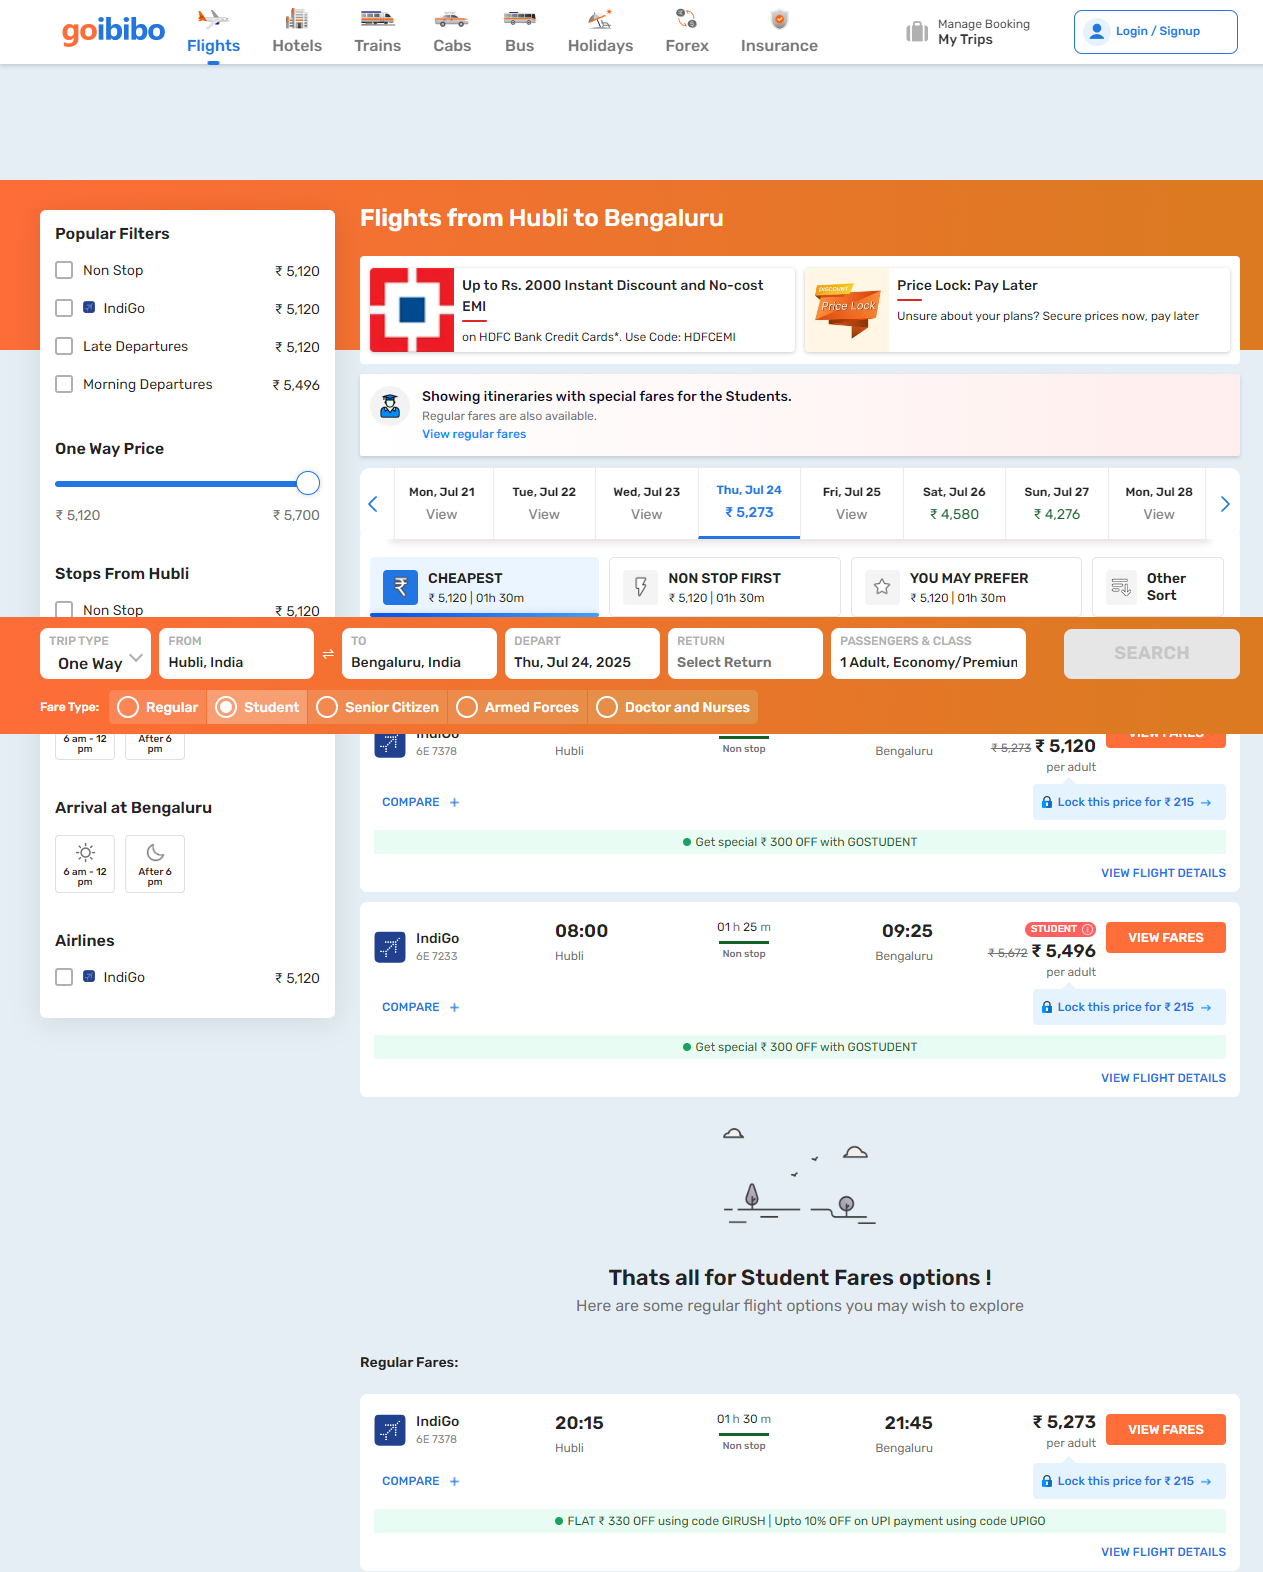 goibibo
Flights
Hotels
Trains
Cabs
Bus
Holidays
Forex
Insurance
Manage Booking
My Trips
Login / Signup
Flights from Hubli to Bengaluru
Popular Filters
Non Stop ₹ 5,120
IndiGo ₹ 5,120
Late Departures ₹ 5,120
Morning Departures ₹ 5,496
One Way Price
₹ 5,120 ₹ 5,700
Stops From Hubli
Non Stop ₹ 5,120
Up to Rs. 2000 Instant Discount and No-cost
EMI
on HDFC Bank Credit Cards*. Use Code: HDFCEMI
DISCOUNT
Price Lock
Price Lock: Pay Later
Unsure about your plans? Secure prices now, pay later
Showing itineraries with special fares for the Students.
Regular fares are also available.
View regular fares
Mon, Jul 21
View
Tue, Jul 22
View
Wed, Jul 23
View
Thu, Jul 24
₹ 5,273
Fri, Jul 25
View
Sat, Jul 26
₹ 4,580
Sun, Jul 27
₹ 4,276
Mon, Jul 28
View
CHEAPEST
₹ 5,120 | 01h 30m
NON STOP FIRST
₹ 5,120 | 01h 30m
YOU MAY PREFER
₹ 5,120 | 01h 30m
Other
Sort
TRIP TYPE
One Way
FROM
Hubli, India
TO
Bengaluru, India
DEPART
Thu, Jul 24, 2025
RETURN
Select Return
PASSENGERS & CLASS
1 Adult, Economy/Premiun
SEARCH
Fare Type:
Regular
Student
Senior Citizen
Armed Forces
Doctor and Nurses
6 am - 12
pm
After 6
pm
Arrival at Bengaluru
6 am - 12
pm
After 6
pm
Airlines
IndiGo ₹ 5,120
IndiGo
6E 7378
Hubli
Non stop
Bengaluru
₹ 5,273 ₹ 5,120
per adult
VIEW FARES
COMPARE +
Lock this price for ₹ 215 →
Get special ₹ 300 OFF with GOSTUDENT
VIEW FLIGHT DETAILS
IndiGo
6E 7233
08:00
Hubli
01 h 25 m
Non stop
09:25
Bengaluru
STUDENT
₹ 5,672 ₹ 5,496
per adult
VIEW FARES
COMPARE +
Lock this price for ₹ 215 →
Get special ₹ 300 OFF with GOSTUDENT
VIEW FLIGHT DETAILS
Thats all for Student Fares options !
Here are some regular flight options you may wish to explore
Regular Fares:
IndiGo
6E 7378
20:15
Hubli
01 h 30 m
Non stop
21:45
Bengaluru
₹ 5,273
per adult
VIEW FARES
COMPARE +
Lock this price for ₹ 215 →
FLAT ₹ 330 OFF using code GIRUSH | Upto 10% OFF on UPI payment using code UPIGO
VIEW FLIGHT DETAILS